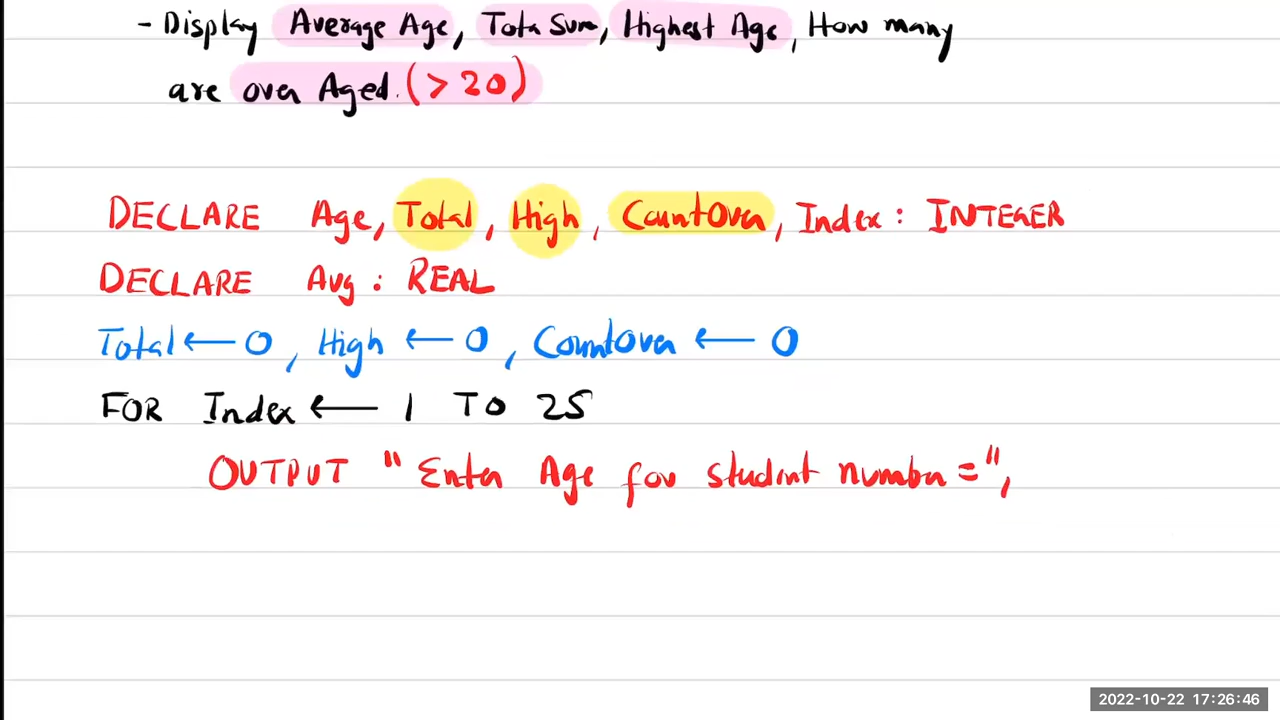 - Display Average Age, Tota Sum, Highest Age, How many
are over Aged. (> 20)
DECLARE Age, Total, High, CountOver, Index : INTEGER
DECLARE Avg : REAL
Total ← 0, High ← 0, CountOver ← 0
FOR Index ← 1 TO 25
OUTPUT "Enter Age for student number =",
2022-10-22 17:26:46